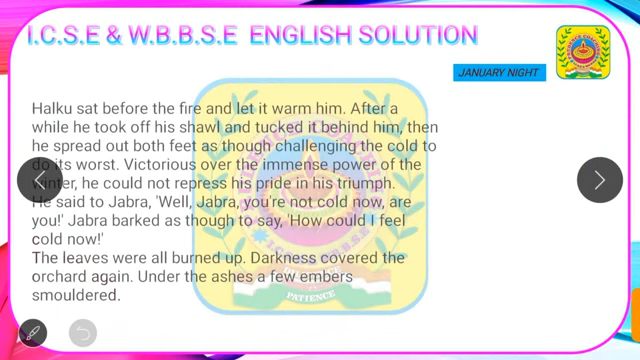 I.C.S.E & W.B.B.S.E ENGLISH SOLUTION
JANUARY NIGHT
Halku sat before the fire and let it warm him. After a
while he took off his shawl and tucked it behind him, then
he spread out both feet as though challenging the cold to
do its worst. Victorious over the immense power of the
winter, he could not repress his pride in his triumph.
He said to Jabra, 'Well, Jabra, you're not cold now, are
you!' Jabra barked as though to say, 'How could I feel
cold now!'
The leaves were all burned up. Darkness covered the
orchard again. Under the ashes a few embers
smouldered.
PATIENCE